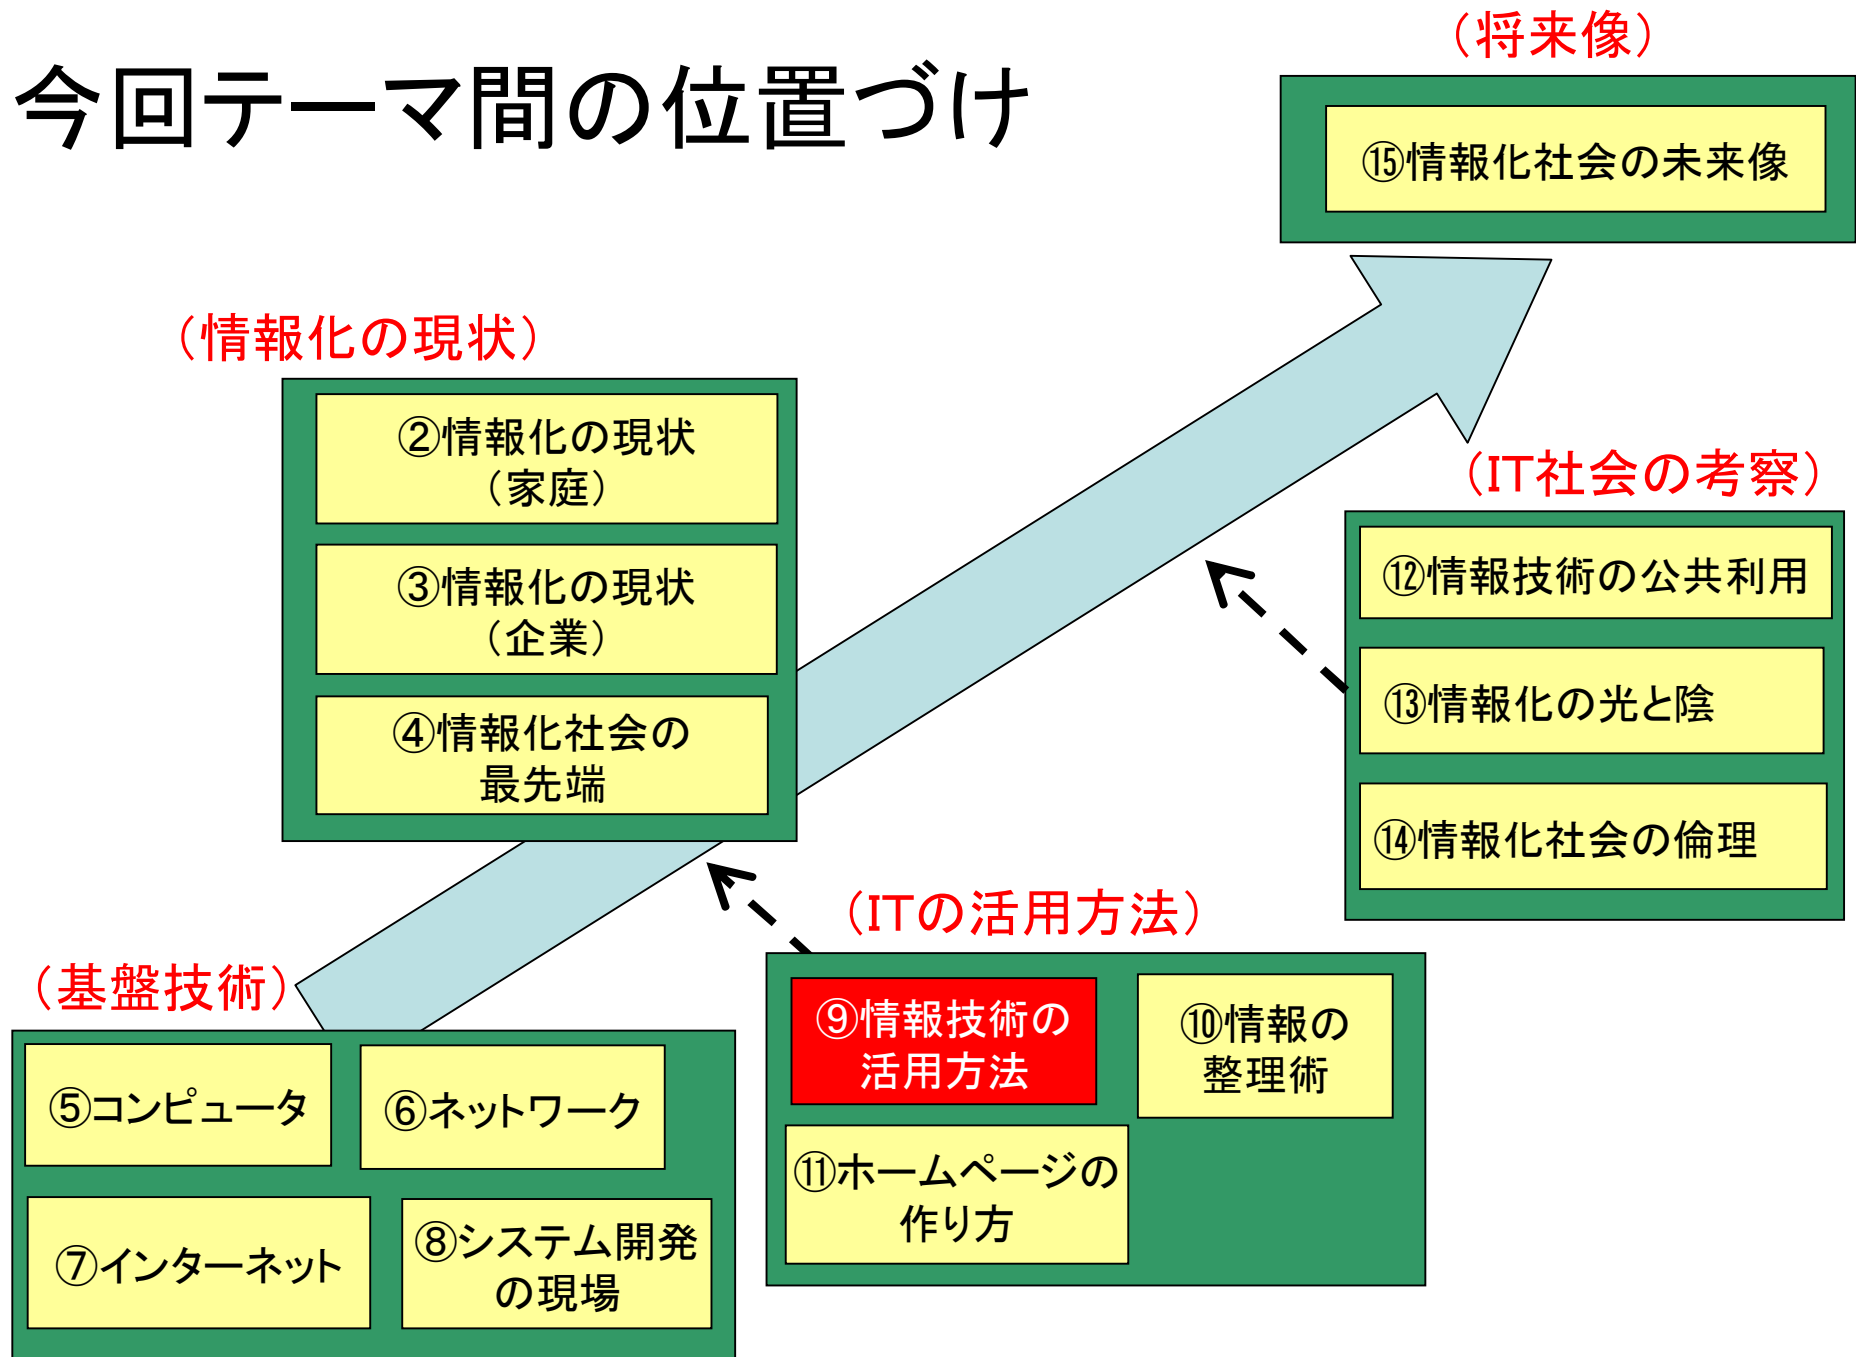 今回テーマ間の位置づけ
（将来像）
⑮情報化社会の未来像
（情報化の現状）
②情報化の現状
（家庭）
③情報化の現状
（企業）
④情報化社会の
最先端
（IT社会の考察）
⑫情報技術の公共利用
⑬情報化の光と陰
⑭情報化社会の倫理
（ITの活用方法）
⑨情報技術の
活用方法
⑩情報の
整理術
⑪ホームページの
作り方
（基盤技術）
⑤コンピュータ
⑥ネットワーク
⑦インターネット
⑧システム開発
の現場